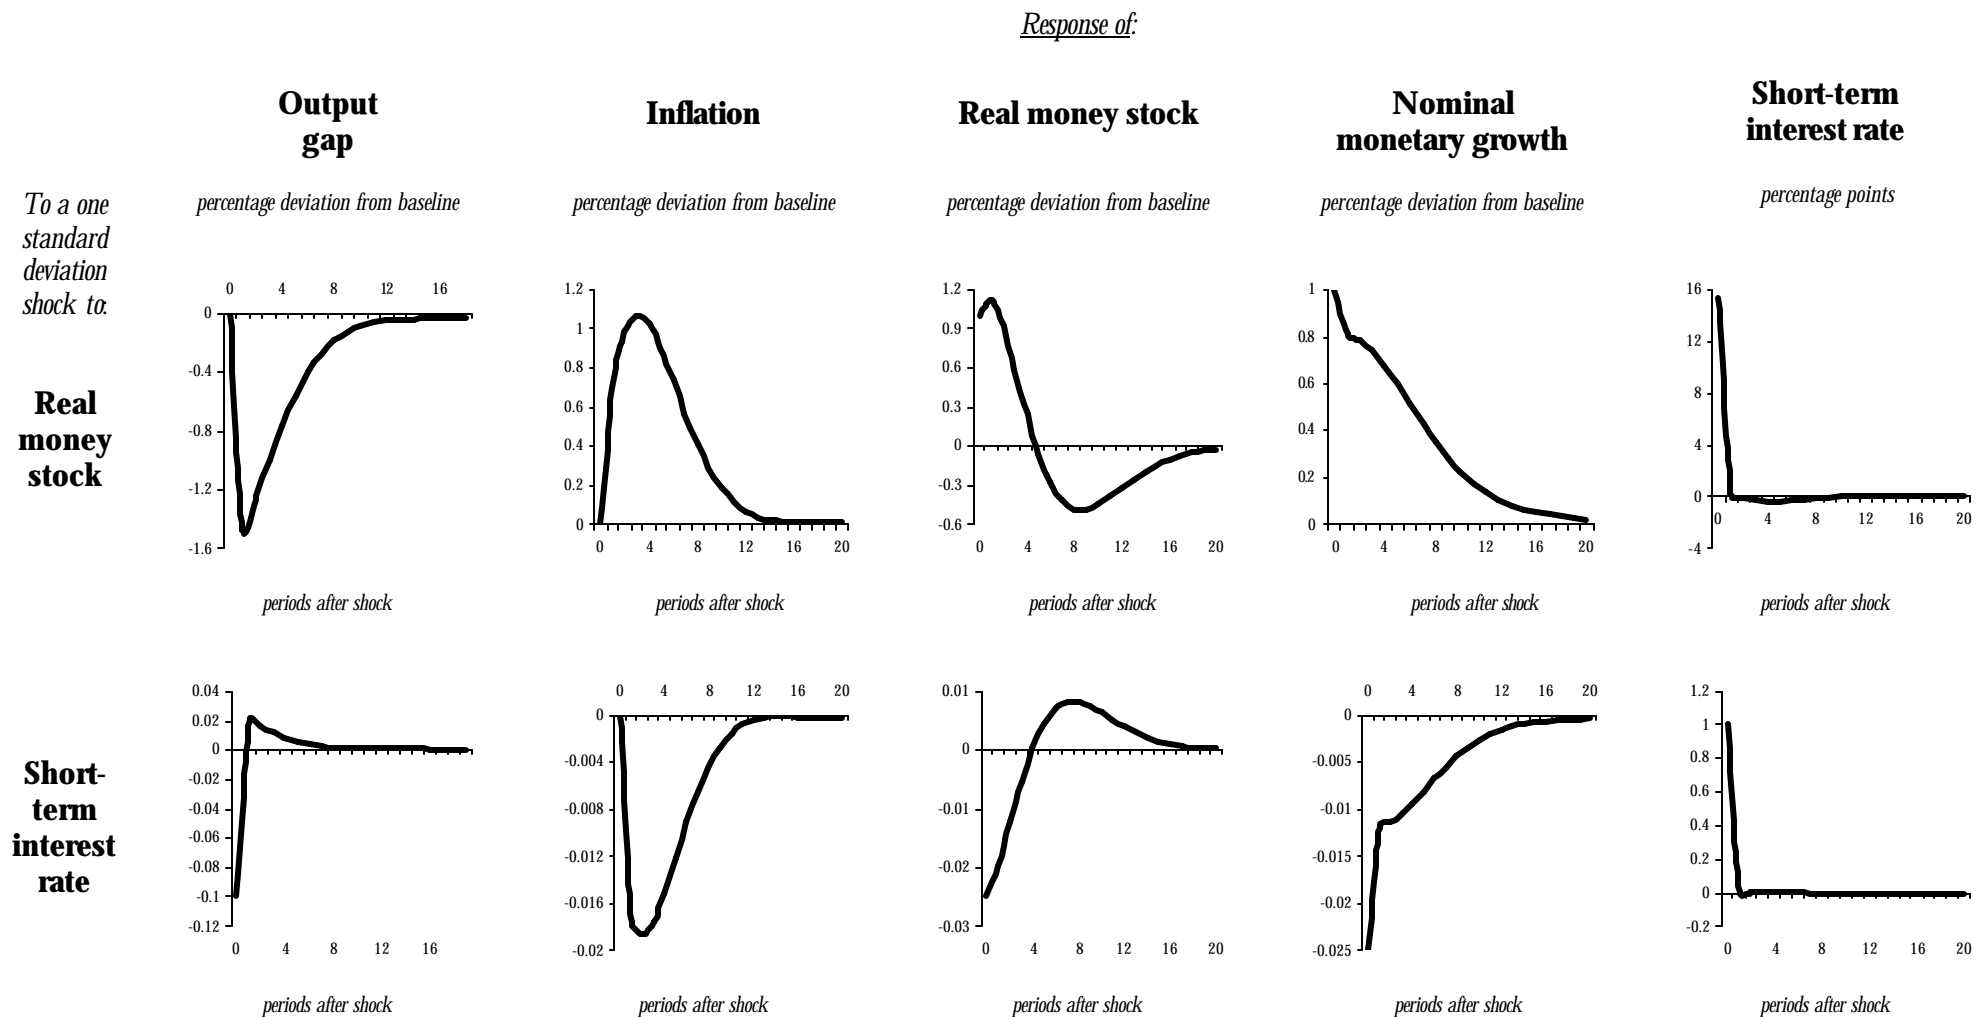 Response of:
Output
gap
Inflation
Real money stock
Nominal
monetary growth
Short-term
interest rate
To a one
standard
deviation
shock to:
percentage deviation from baseline
percentage deviation from baseline
percentage deviation from baseline
percentage deviation from baseline
percentage points
Real
money
stock
0 4 8 12 16
0
-0.4
-0.8
-1.2
-1.6
periods after shock
1.2
1
0.8
0.6
0.4
0.2
0
0 4 8 12 16 20
periods after shock
1.2
0.9
0.6
0.3
0
-0.3
-0.6
0 4 8 12 16 20
periods after shock
1
0.8
0.6
0.4
0.2
0
0 4 8 12 16 20
periods after shock
16
12
8
4
0
-4
0 4 8 12 16 20
periods after shock
Short-
term
interest
rate
0.04
0.02
0
-0.02
-0.04
-0.06
-0.08
-0.1
-0.12
0 4 8 12 16
periods after shock
0 4 8 12 16 20
0
-0.004
-0.008
-0.012
-0.016
-0.02
periods after shock
0.01
0
-0.01
-0.02
-0.03
0 4 8 12 16 20
periods after shock
0 4 8 12 16 20
0
-0.005
-0.01
-0.015
-0.02
-0.025
periods after shock
1.2
1
0.8
0.6
0.4
0.2
0
-0.2
0 4 8 12 16 20
periods after shock